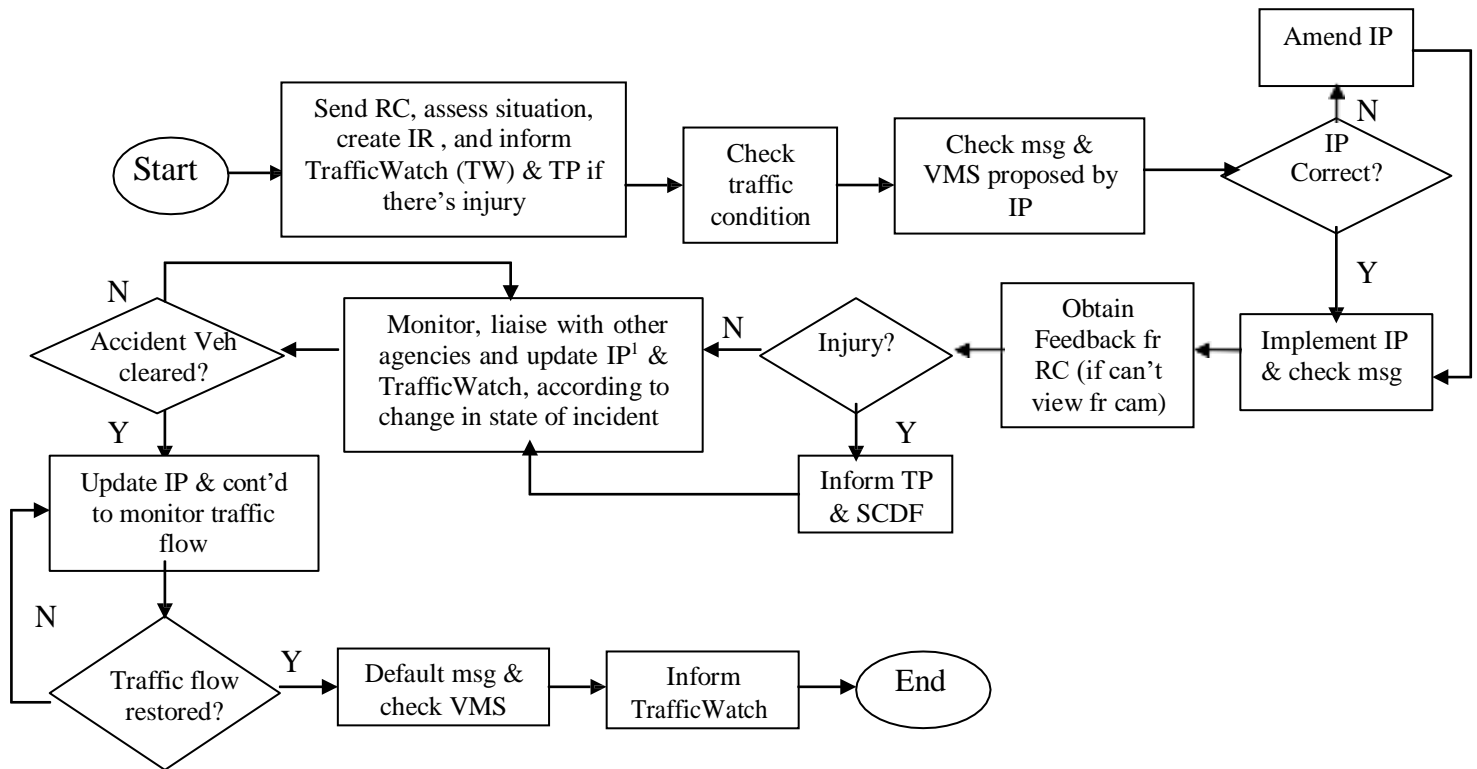 Start
Send RC, assess situation,
create IR , and inform
TrafficWatch (TW) & TP if
there's injury
Check
traffic
condition
Check msg &
VMS proposed by
IP
IP
Correct?
N
Amend IP
Y
Implement IP
& check msg
Obtain
Feedback fr
RC (if can't
view fr cam)
Injury?
N
Y
Inform TP
& SCDF
Monitor, liaise with other
agencies and update IP¹ &
TrafficWatch, according to
change in state of incident
Accident Veh
cleared?
N
Y
Update IP & cont'd
to monitor traffic
flow
Traffic flow
restored?
N
Y
Default msg &
check VMS
Inform
TrafficWatch
End